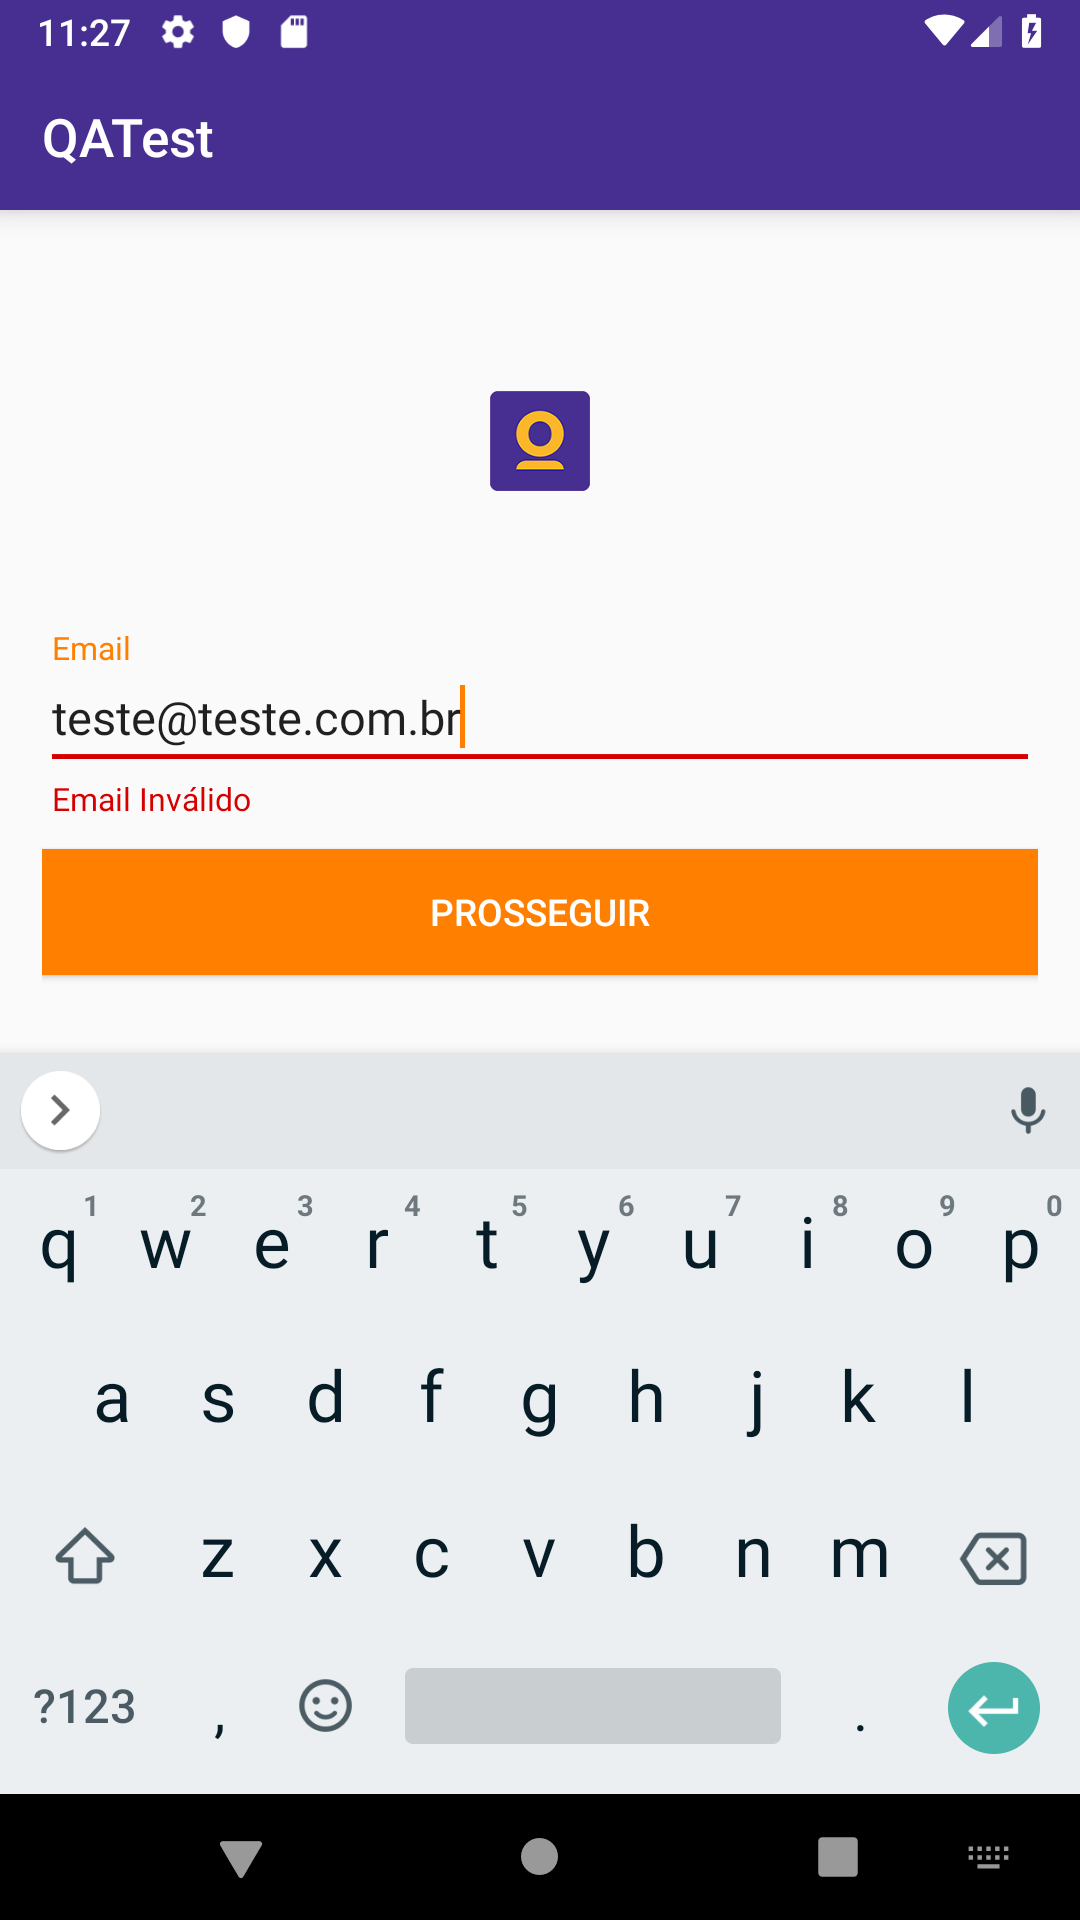 11:27
QATest
Email
teste@teste.com.br
Email Inválido
PROSSEGUIR
1 2 3 4 5 6 7 8 9 0
q w e r t y u i o p
a s d f g h j k l
z x c v b n m
?123 , .